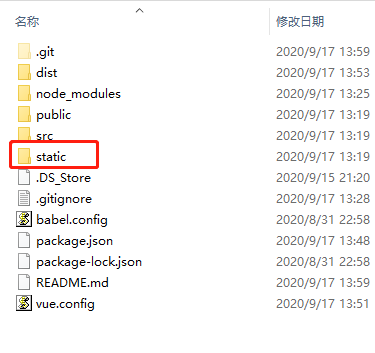 名称 修改日期
.git 2020/9/17 13:59
dist 2020/9/17 13:53
node_modules 2020/9/17 13:25
public 2020/9/17 13:19
src 2020/9/17 13:19
static 2020/9/17 13:19
.DS_Store 2020/9/15 21:20
.gitignore 2020/9/17 13:28
babel.config 2020/8/31 22:58
package.json 2020/9/17 13:48
package-lock.json 2020/8/31 22:58
README.md 2020/9/17 13:59
vue.config 2020/9/17 13:51